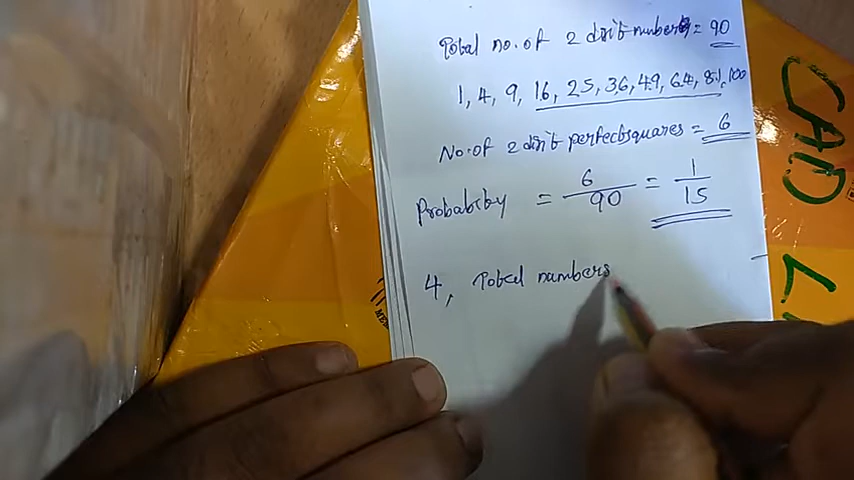 Total no. of 2 digit numbers = 90
1, 4, 9, 16, 25, 36, 49, 64, 81, 100
No. of 2 digit perfect squares = 6
Probability = 6/90 = 1/15
4, Total numbers
CAD